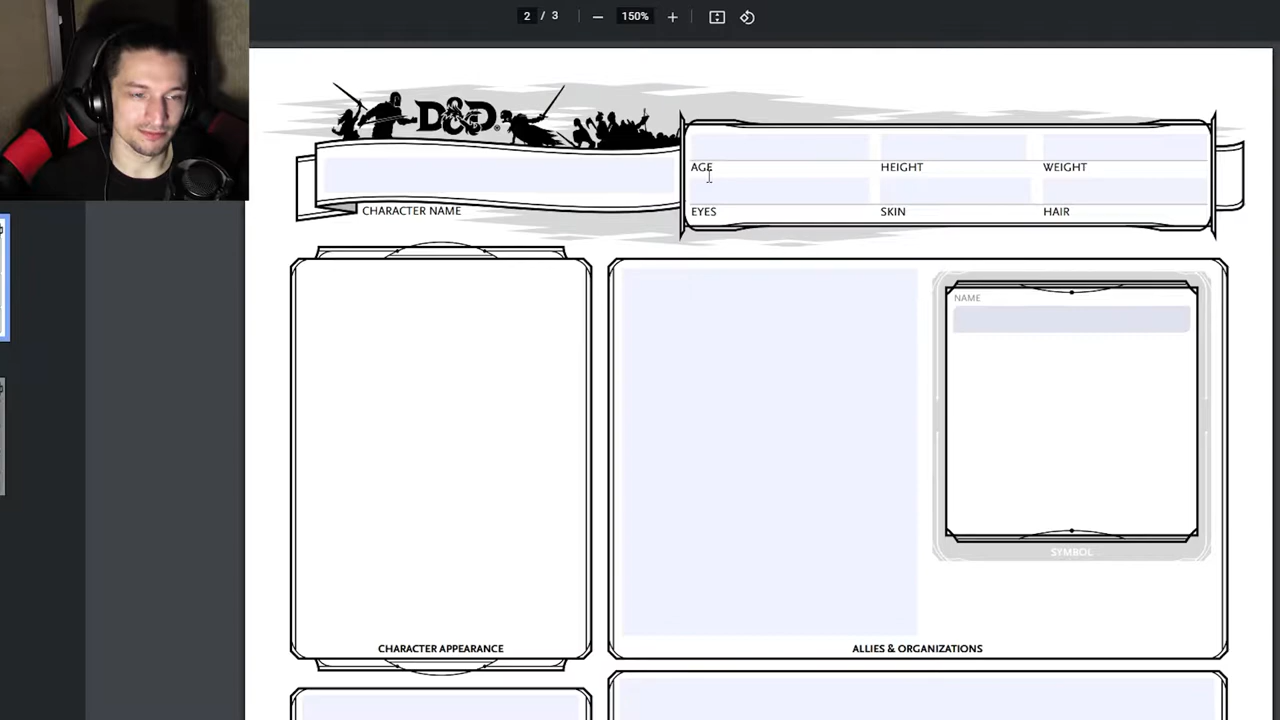 2 / 3 150%
D&D
AGE HEIGHT WEIGHT
CHARACTER NAME
EYES SKIN HAIR
NAME
SYMBOL
CHARACTER APPEARANCE
ALLIES & ORGANIZATIONS